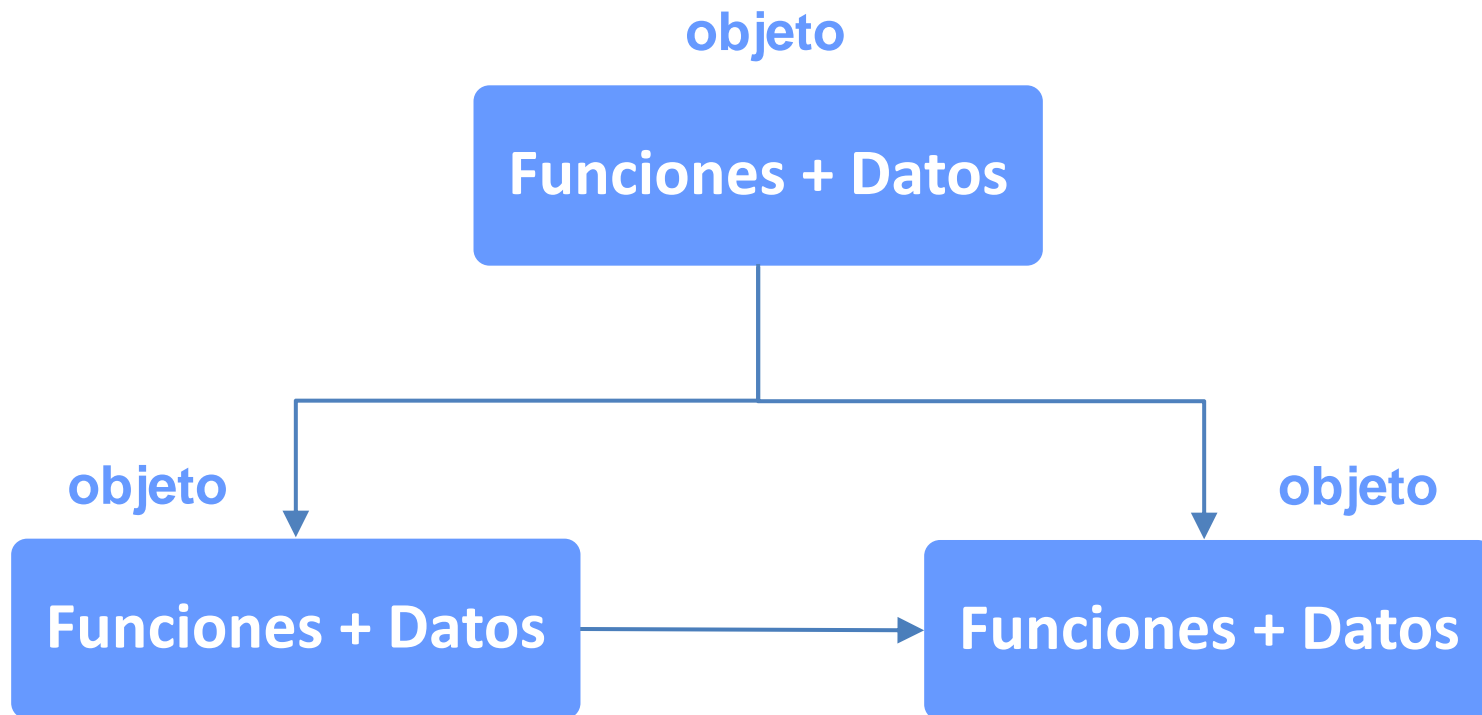 objeto
Funciones + Datos
objeto
objeto
Funciones + Datos
Funciones + Datos